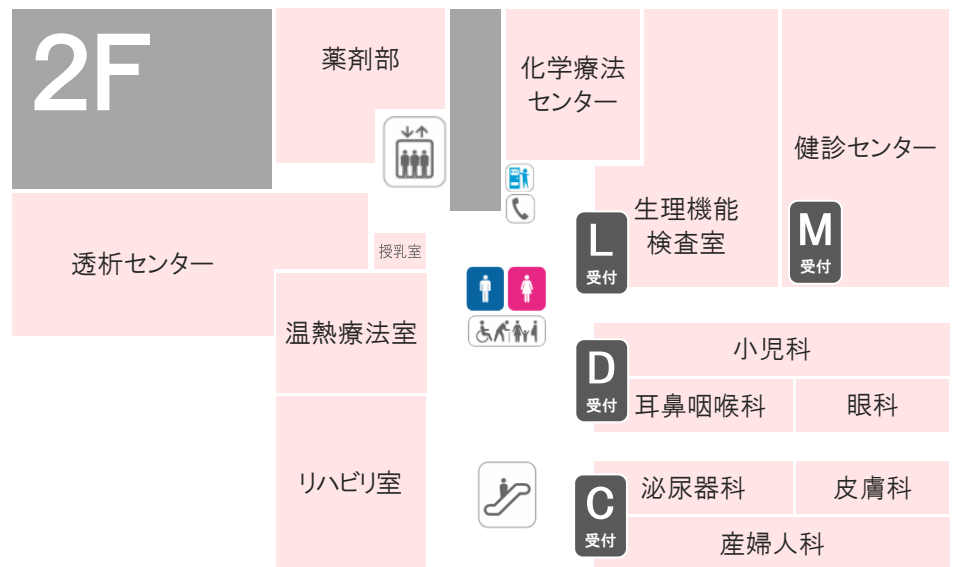 2F
薬剤部
化学療法
センター
健診センター
生理機能
検査室
L
受付
M
受付
透析センター
授乳室
温熱療法室
小児科
D
受付
耳鼻咽喉科
眼科
リハビリ室
泌尿器科
皮膚科
C
受付
産婦人科